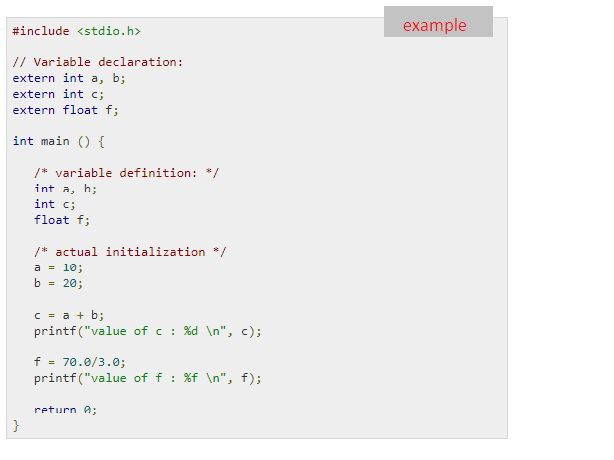 example
#include <stdio.h>
// Variable declaration:
extern int a, b;
extern int c;
extern float f;
int main () {
/* variable definition: */
int a, b;
int c;
float f;
/* actual initialization */
a = 10;
b = 20;
c = a + b;
printf("value of c : %d \n", c);
f = 70.0/3.0;
printf("value of f : %f \n", f);
return 0;
}